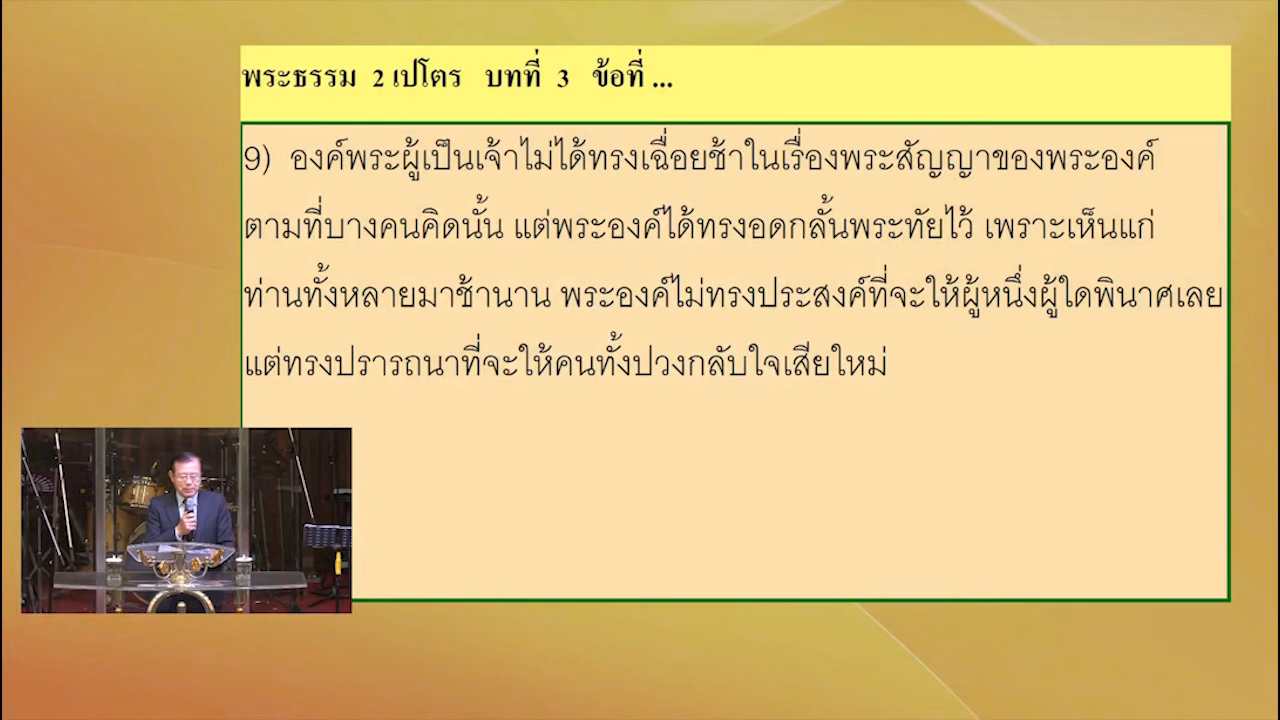 พระธรรม 2 เปโตร บทที่ 3 ข้อที่ ...
9) องค์พระผู้เป็นเจ้าไม่ได้ทรงเฉื่อยช้าในเรื่องพระสัญญาของพระองค์
ตามที่บางคนคิดนั้น แต่พระองค์ได้ทรงอดกลั้นพระทัยไว้ เพราะเห็นแก่
ท่านทั้งหลายมาช้านาน พระองค์ไม่ทรงประสงค์ที่จะให้ผู้หนึ่งผู้ใดพินาศเลย
แต่ทรงปรารถนาที่จะให้คนทั้งปวงกลับใจเสียใหม่